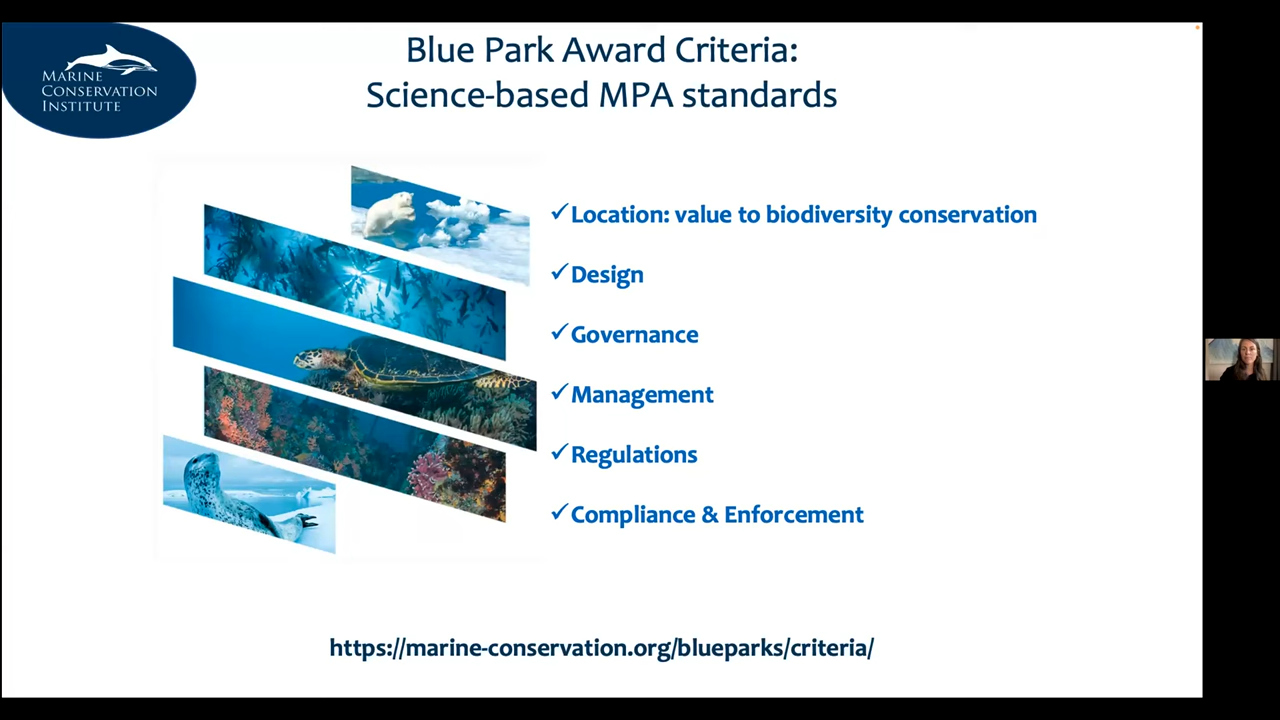 MARINE
CONSERVATION
INSTITUTE
Blue Park Award Criteria:
Science-based MPA standards
✓Location: value to biodiversity conservation
✓Design
✓Governance
✓Management
✓Regulations
✓Compliance & Enforcement
https://marine-conservation.org/blueparks/criteria/